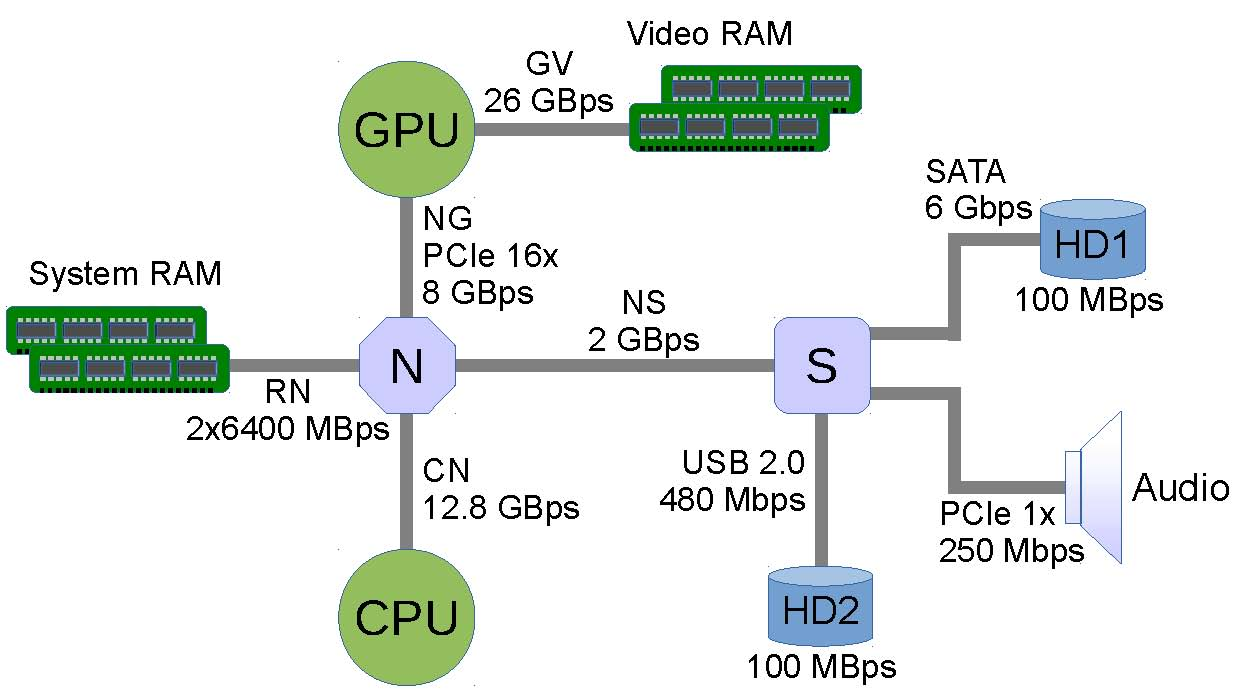 Video RAM
GV
26 GBps
GPU
SATA
6 Gbps
HD1
100 MBps
NG
PCIe 16x
8 GBps
System RAM
NS
2 GBps
N
S
RN
2x6400 MBps
CN
12.8 GBps
USB 2.0
480 Mbps
Audio
PCIe 1x
250 Mbps
CPU
HD2
100 MBps